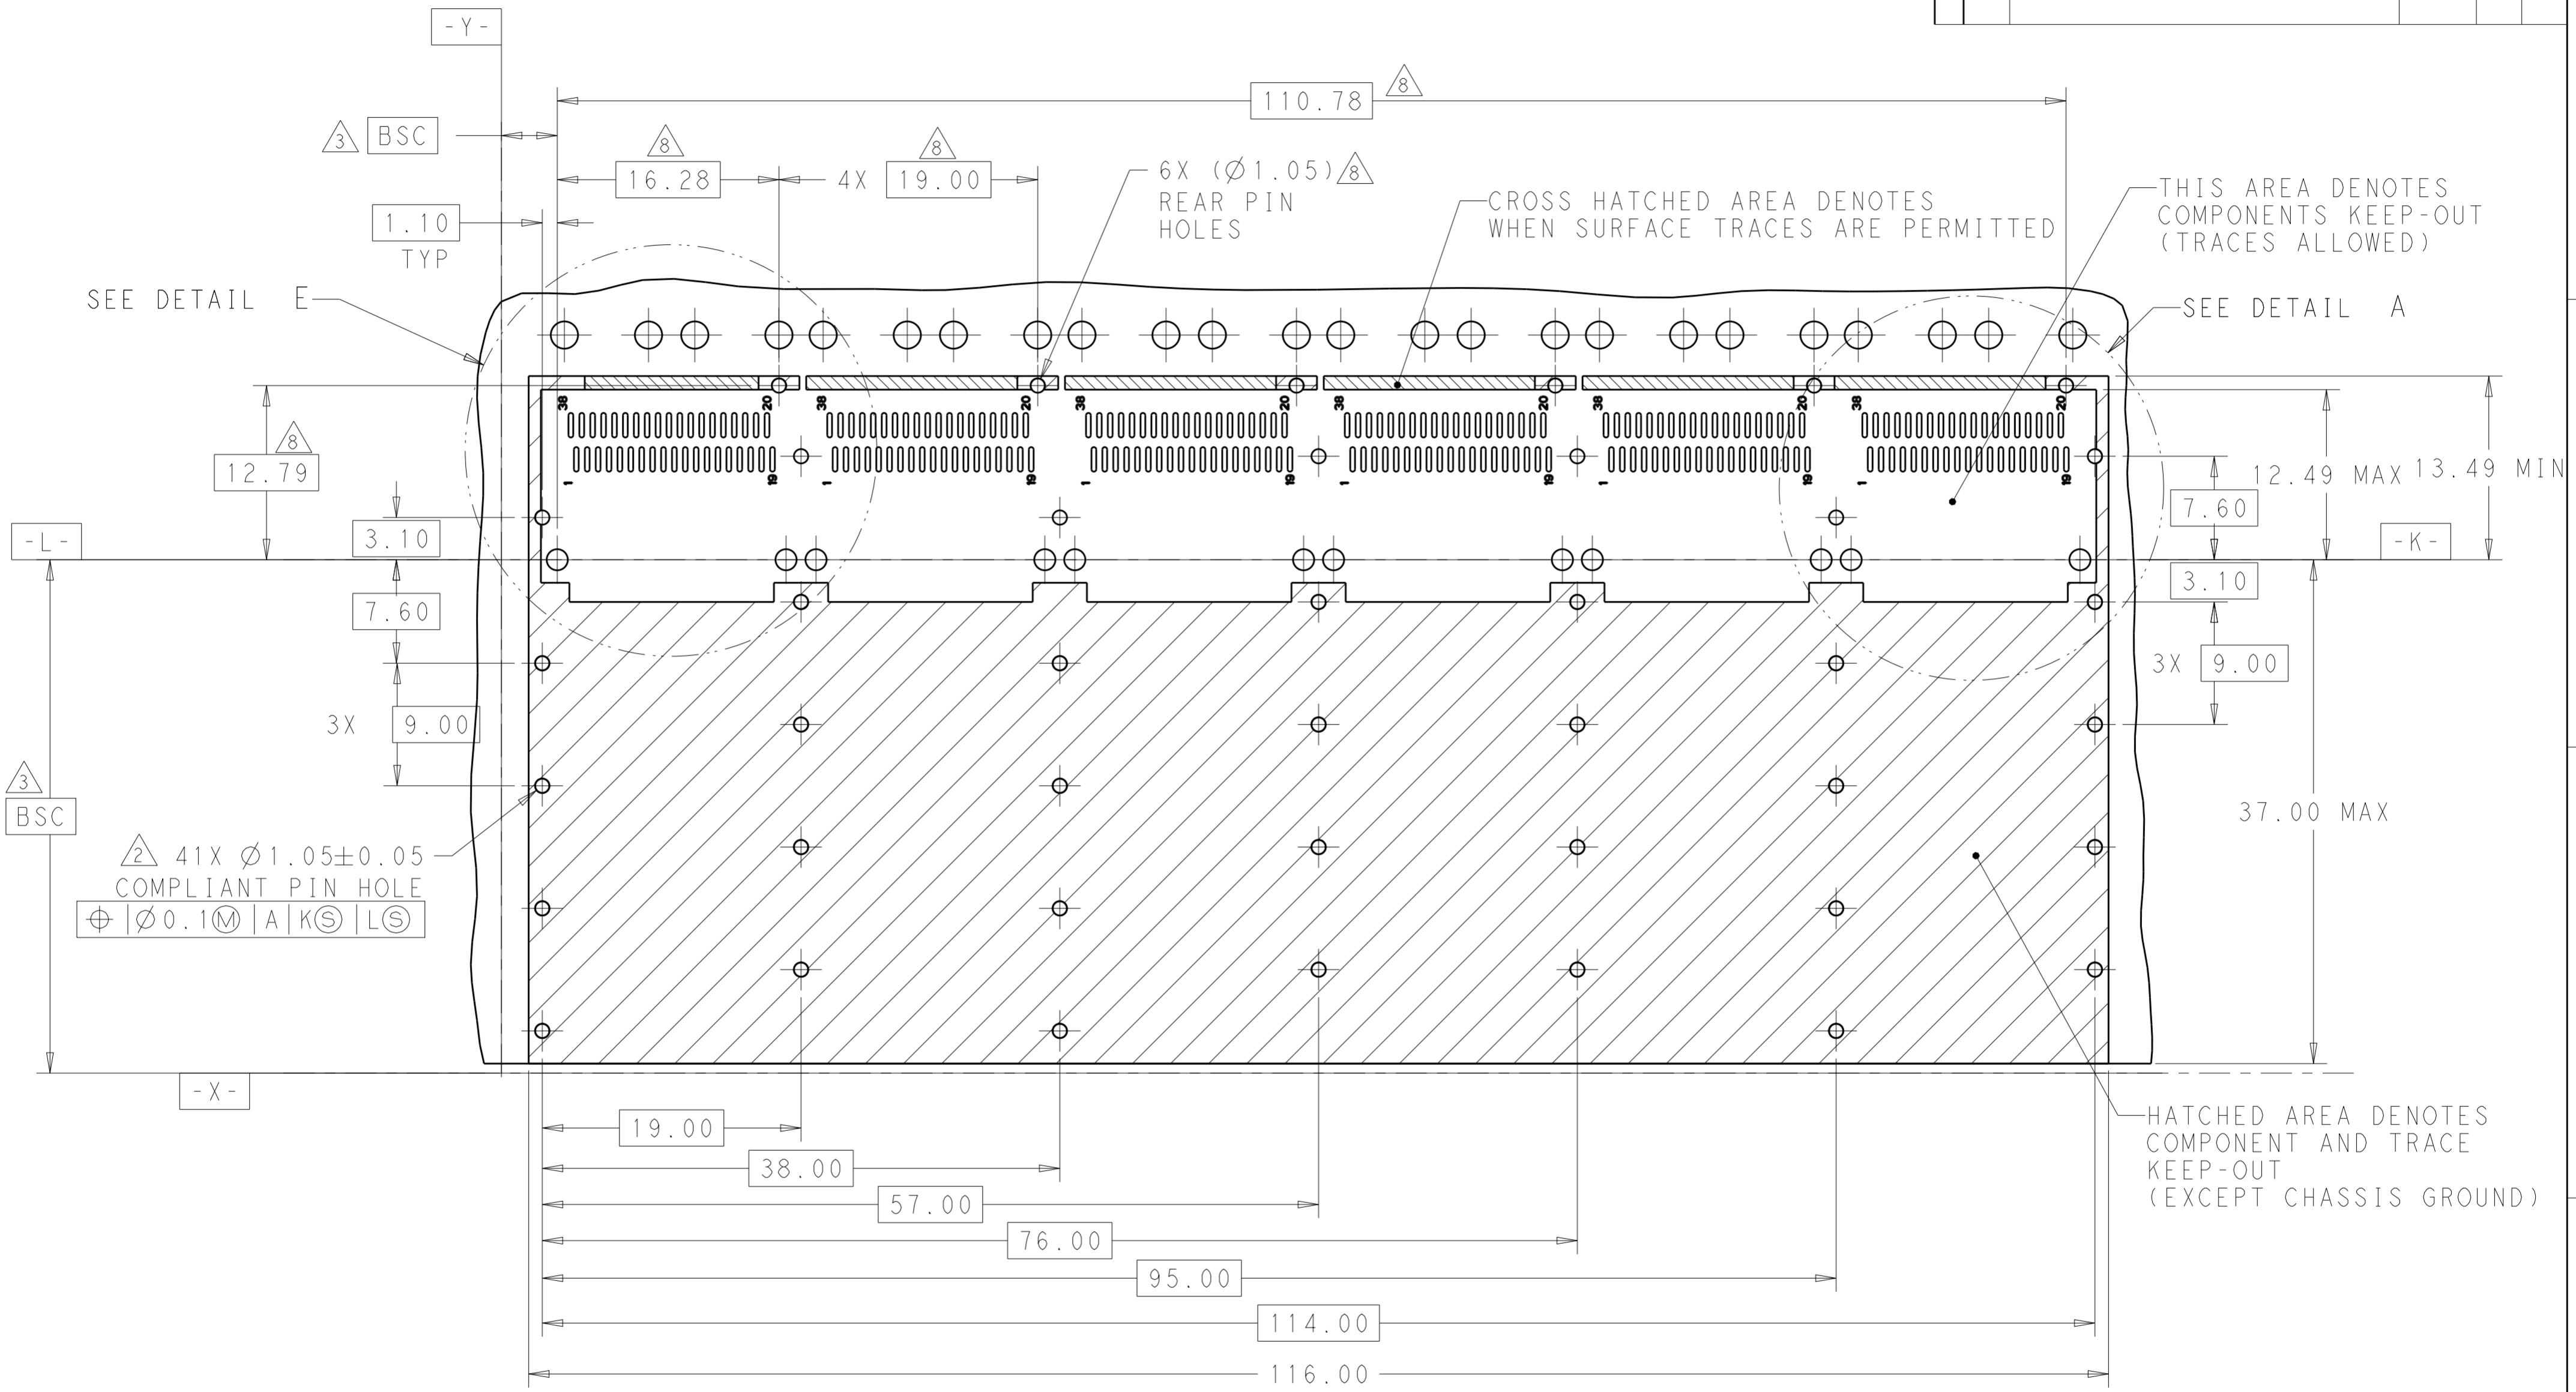 -Y-
110.78 8
3 BSC
8
16.28
8
4X 19.00
6X (Ø1.05) 8
REAR PIN
HOLES
CROSS HATCHED AREA DENOTES
WHEN SURFACE TRACES ARE PERMITTED
THIS AREA DENOTES
COMPONENTS KEEP-OUT
(TRACES ALLOWED)
1.10
TYP
SEE DETAIL E
SEE DETAIL A
38 20 38 20 38 20 38 20 38 20 38 20
1 19 1 19 1 19 1 19 1 19 1 19
8
12.79
12.49 MAX
13.49 MIN
7.60
3.10
-L-
-K-
3.10
7.60
3X 9.00
3X 9.00
3
BSC
37.00 MAX
2 41X Ø1.05±0.05
COMPLIANT PIN HOLE
⌖|Ø0.1Ⓜ|A|KⓈ|LⓈ
-X-
HATCHED AREA DENOTES
COMPONENT AND TRACE
KEEP-OUT
(EXCEPT CHASSIS GROUND)
19.00
38.00
57.00
76.00
95.00
114.00
116.00